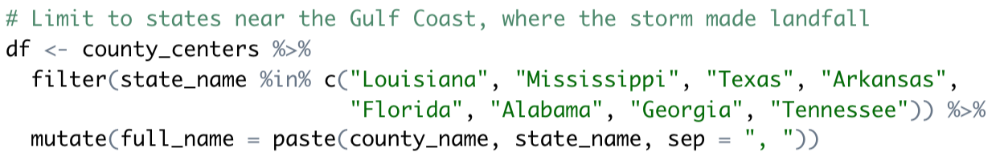 # Limit to states near the Gulf Coast, where the storm made landfall
df <- county_centers %>%
  filter(state_name %in% c("Louisiana", "Mississippi", "Texas", "Arkansas",
                           "Florida", "Alabama", "Georgia", "Tennessee")) %>%
  mutate(full_name = paste(county_name, state_name, sep = ", "))